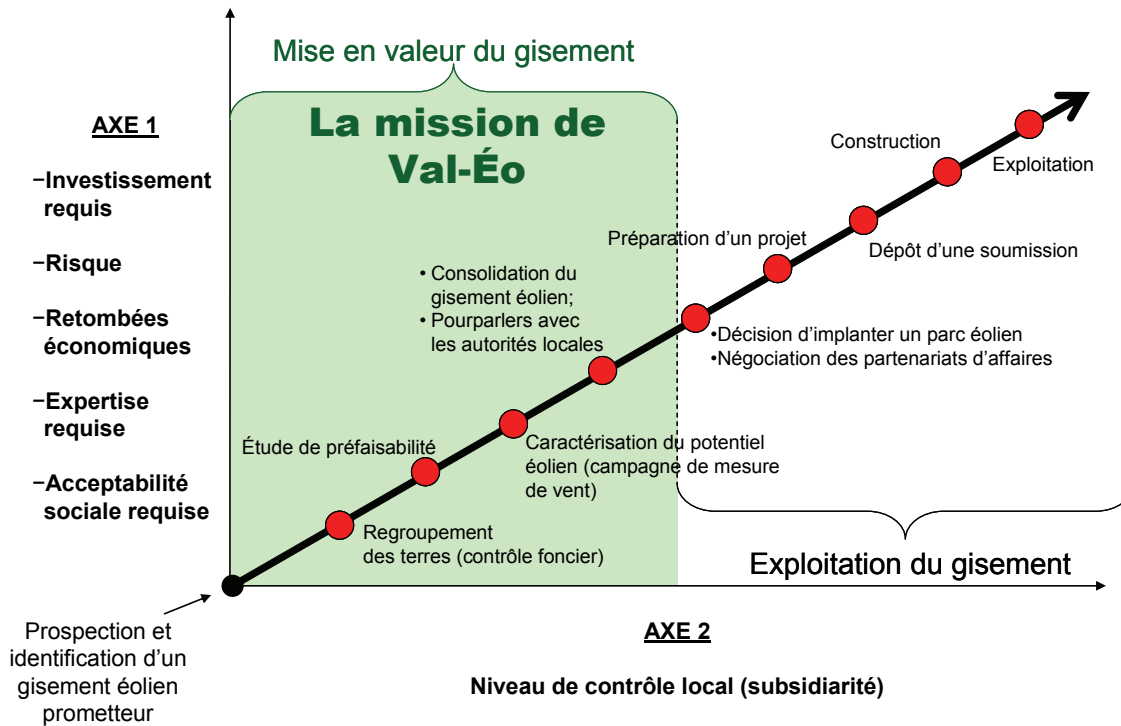 Mise en valeur du gisement
La mission de
Val-Éo
AXE 1
−Investissement
requis
−Risque
−Retombées
économiques
−Expertise
requise
−Acceptabilité
sociale requise
Construction
Exploitation
Préparation d’un projet
Dépôt d’une soumission
• Consolidation du
gisement éolien;
• Pourparlers avec
les autorités locales
•Décision d’implanter un parc éolien
•Négociation des partenariats d’affaires
Étude de préfaisabilité
Caractérisation du potentiel
éolien (campagne de mesure
de vent)
Regroupement
des terres (contrôle foncier)
Exploitation du gisement
Prospection et
identification d’un
gisement éolien
prometteur
AXE 2
Niveau de contrôle local (subsidiarité)